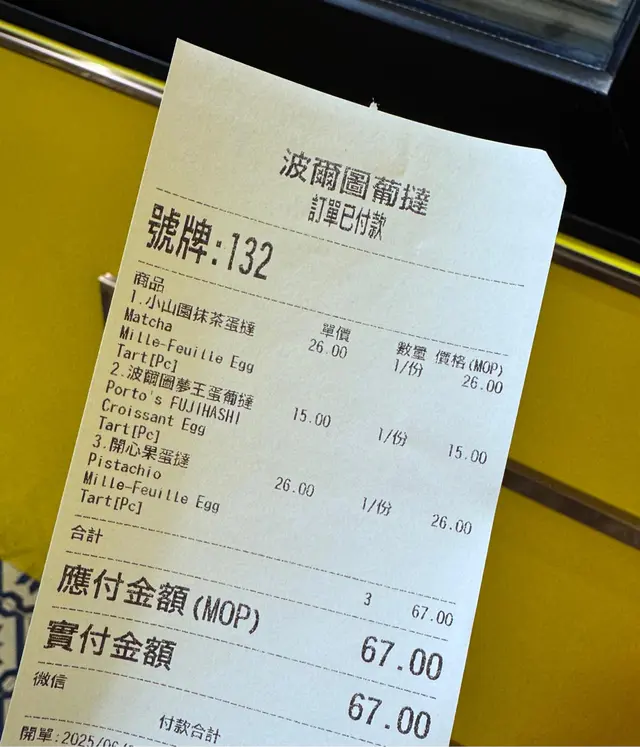 波爾圖葡撻
訂單已付款
號牌:132
商品 單價 數量 價格(MOP)
1.小山園抹茶蛋撻 26.00 1/份 26.00
Matcha
Mille-Feuille Egg
Tart[Pc]
2.波爾圖夢王蛋葡撻 15.00 1/份 15.00
Porto's FUJIHASHI
Croissant Egg
Tart[Pc]
3.開心果蛋撻 26.00 1/份 26.00
Pistachio
Mille-Feuille Egg
Tart[Pc]
合計 3 67.00
應付金額(MOP) 67.00
實付金額 67.00
微信
付款合計
開單:2025/06/